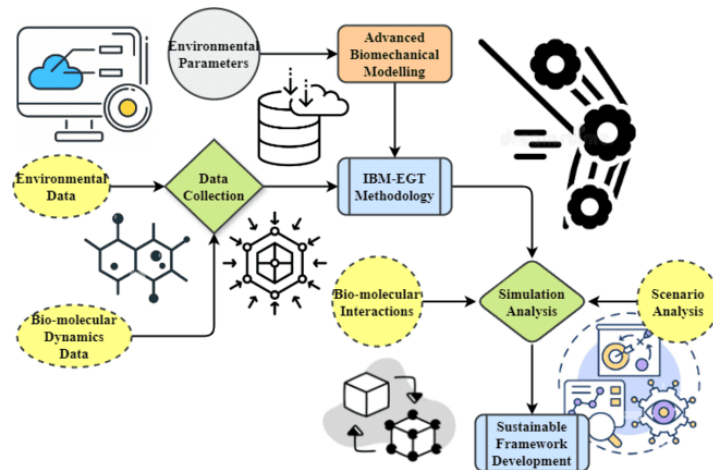 Environmental
Parameters
Advanced
Biomechanical
Modelling
Environmental
Data
Data
Collection
IBM-EGT
Methodology
Bio-molecular
Dynamics
Data
Bio-molecular
Interactions
Simulation
Analysis
Scenario
Analysis
Sustainable
Framework
Development